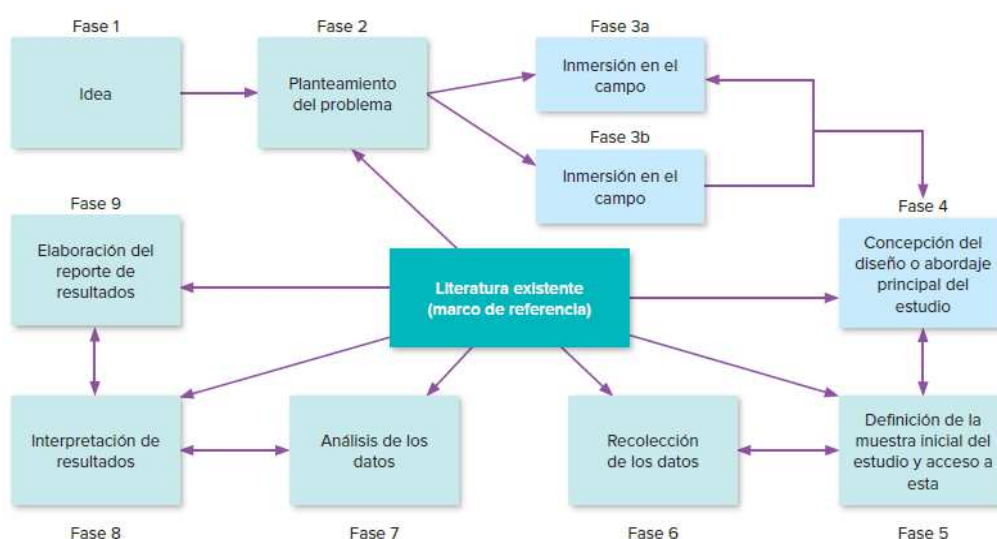 Fase 1
Idea
Fase 2
Planteamiento
del problema
Fase 3a
Inmersión en el
campo
Fase 3b
Inmersión en el
campo
Fase 9
Elaboración del
reporte de
resultados
Literatura existente
(marco de referencia)
Fase 4
Concepción del
diseño o abordaje
principal del
estudio
Interpretación de
resultados
Fase 8
Análisis de los
datos
Fase 7
Recolección
de los datos
Fase 6
Definición de la
muestra inicial del
estudio y acceso a
esta
Fase 5